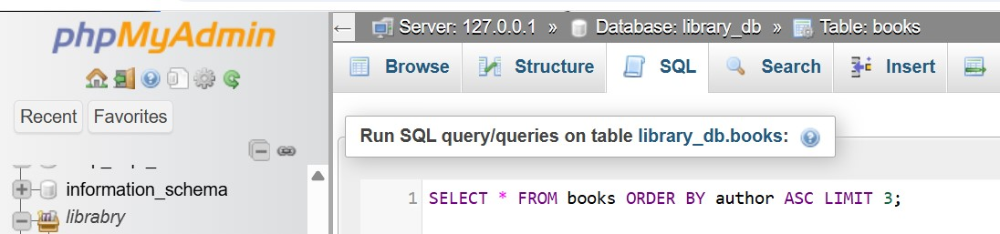 phpMyAdmin
Recent Favorites
information_schema
librabry
Server: 127.0.0.1 » Database: library_db » Table: books
Browse Structure SQL Search Insert
Run SQL query/queries on table library_db.books:
1 SELECT * FROM books ORDER BY author ASC LIMIT 3;